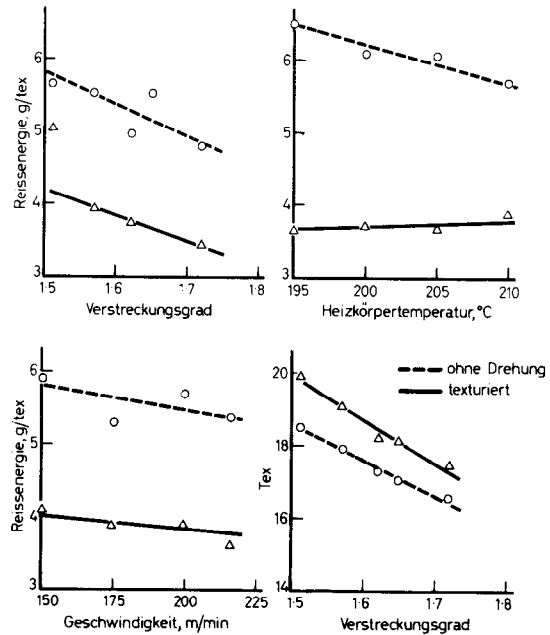 6
5
4
3
Reissenergie, g/tex
1·5 1·6 1·7 1·8
Verstreckungsgrad
6
5
4
3
195 200 205 210
Heizkörpertemperatur, °C
6
5
4
3
Reissenergie, g/tex
150 175 200 225
Geschwindigkeit, m/min
ohne Drehung
texturiert
20
18
16
14
Tex
1·5 1·6 1·7 1·8
Verstreckungsgrad